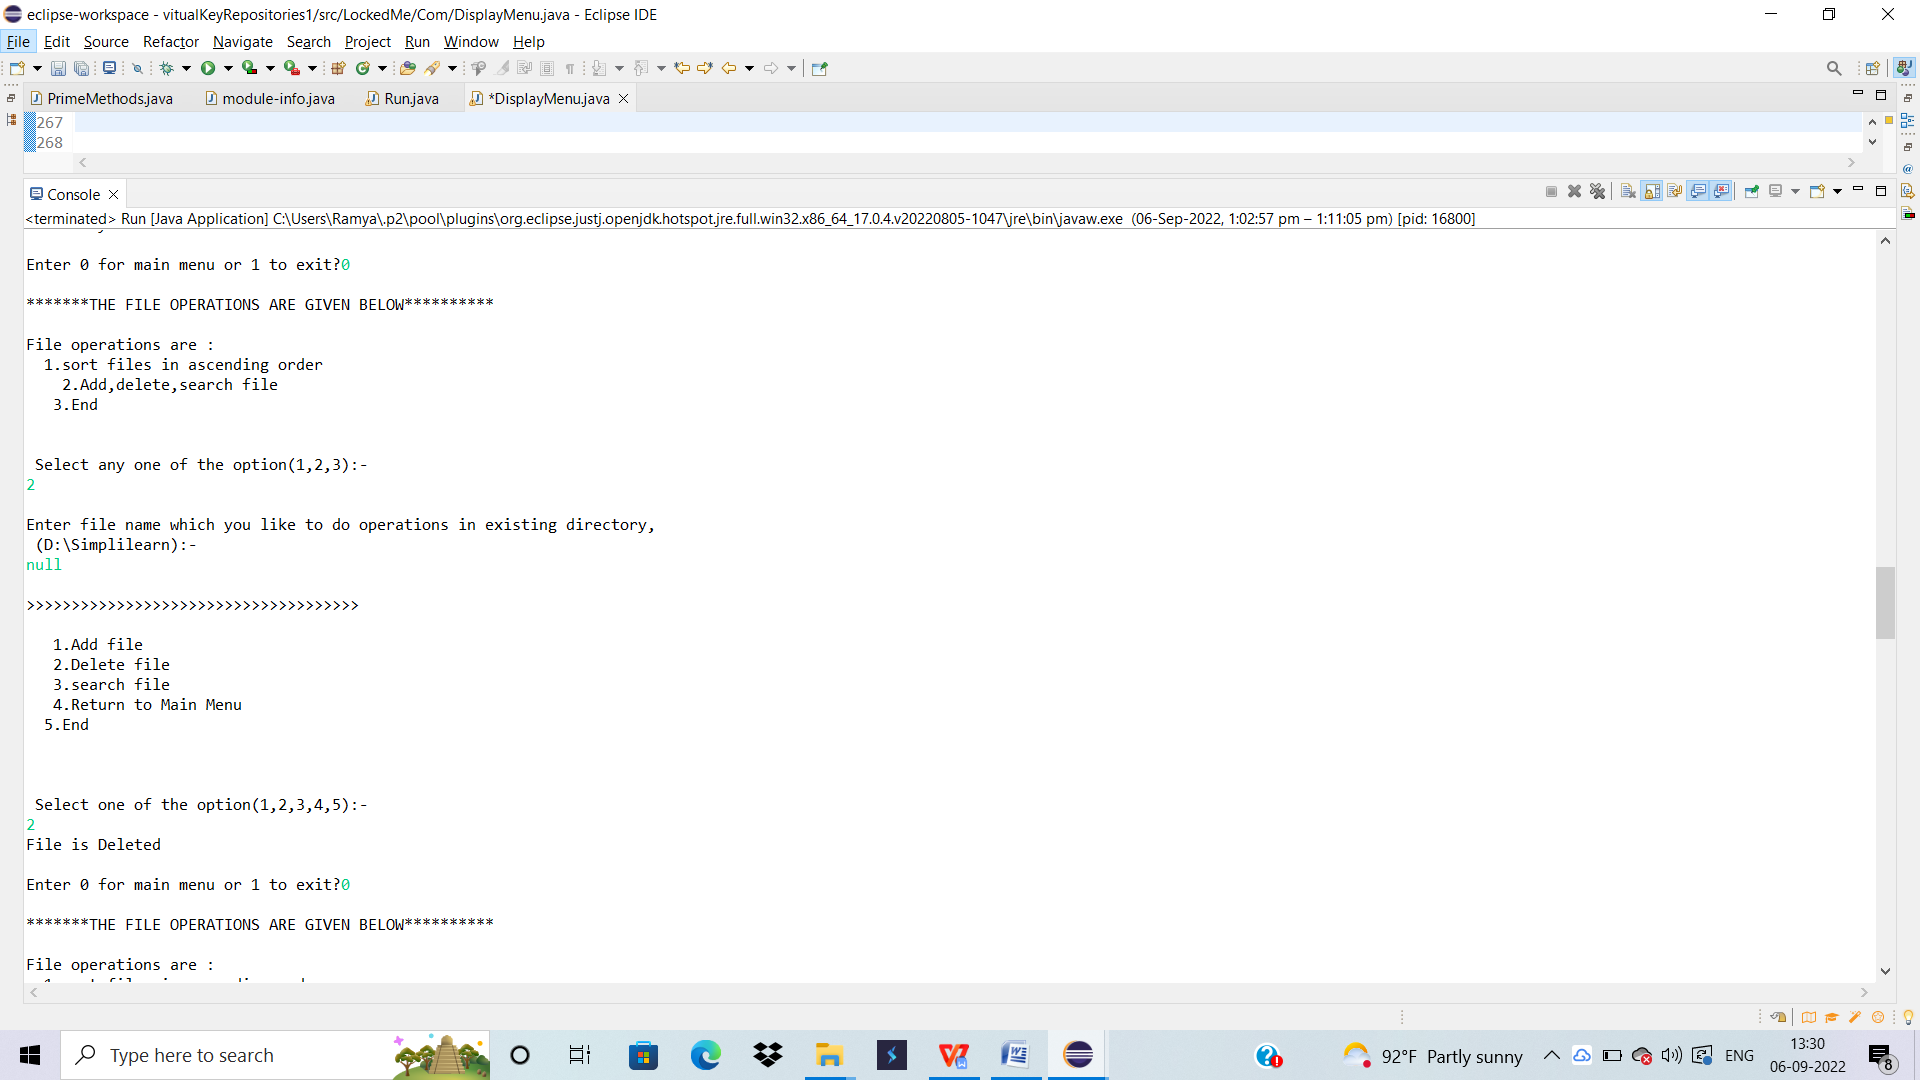 eclipse-workspace - vitualKeyRepositories1/src/LockedMe/Com/DisplayMenu.java - Eclipse IDE
File Edit Source Refactor Navigate Search Project Run Window Help
PrimeMethods.java module-info.java Run.java *DisplayMenu.java
267
268
Console
<terminated> Run [Java Application] C:\Users\Ramya\.p2\pool\plugins\org.eclipse.justj.openjdk.hotspot.jre.full.win32.x86_64_17.0.4.v20220805-1047\jre\bin\javaw.exe (06-Sep-2022, 1:02:57 pm – 1:11:05 pm) [pid: 16800]
Enter 0 for main menu or 1 to exit?0
*******THE FILE OPERATIONS ARE GIVEN BELOW**********
File operations are :
1.sort files in ascending order
2.Add,delete,search file
3.End
Select any one of the option(1,2,3):-
2
Enter file name which you like to do operations in existing directory,
(D:\Simplilearn):-
null
>>>>>>>>>>>>>>>>>>>>>>>>>>>>>>>>>>>>>
1.Add file
2.Delete file
3.search file
4.Return to Main Menu
5.End
Select one of the option(1,2,3,4,5):-
2
File is Deleted
Enter 0 for main menu or 1 to exit?0
*******THE FILE OPERATIONS ARE GIVEN BELOW**********
File operations are :
Type here to search
92°F Partly sunny
ENG
13:30
06-09-2022
8